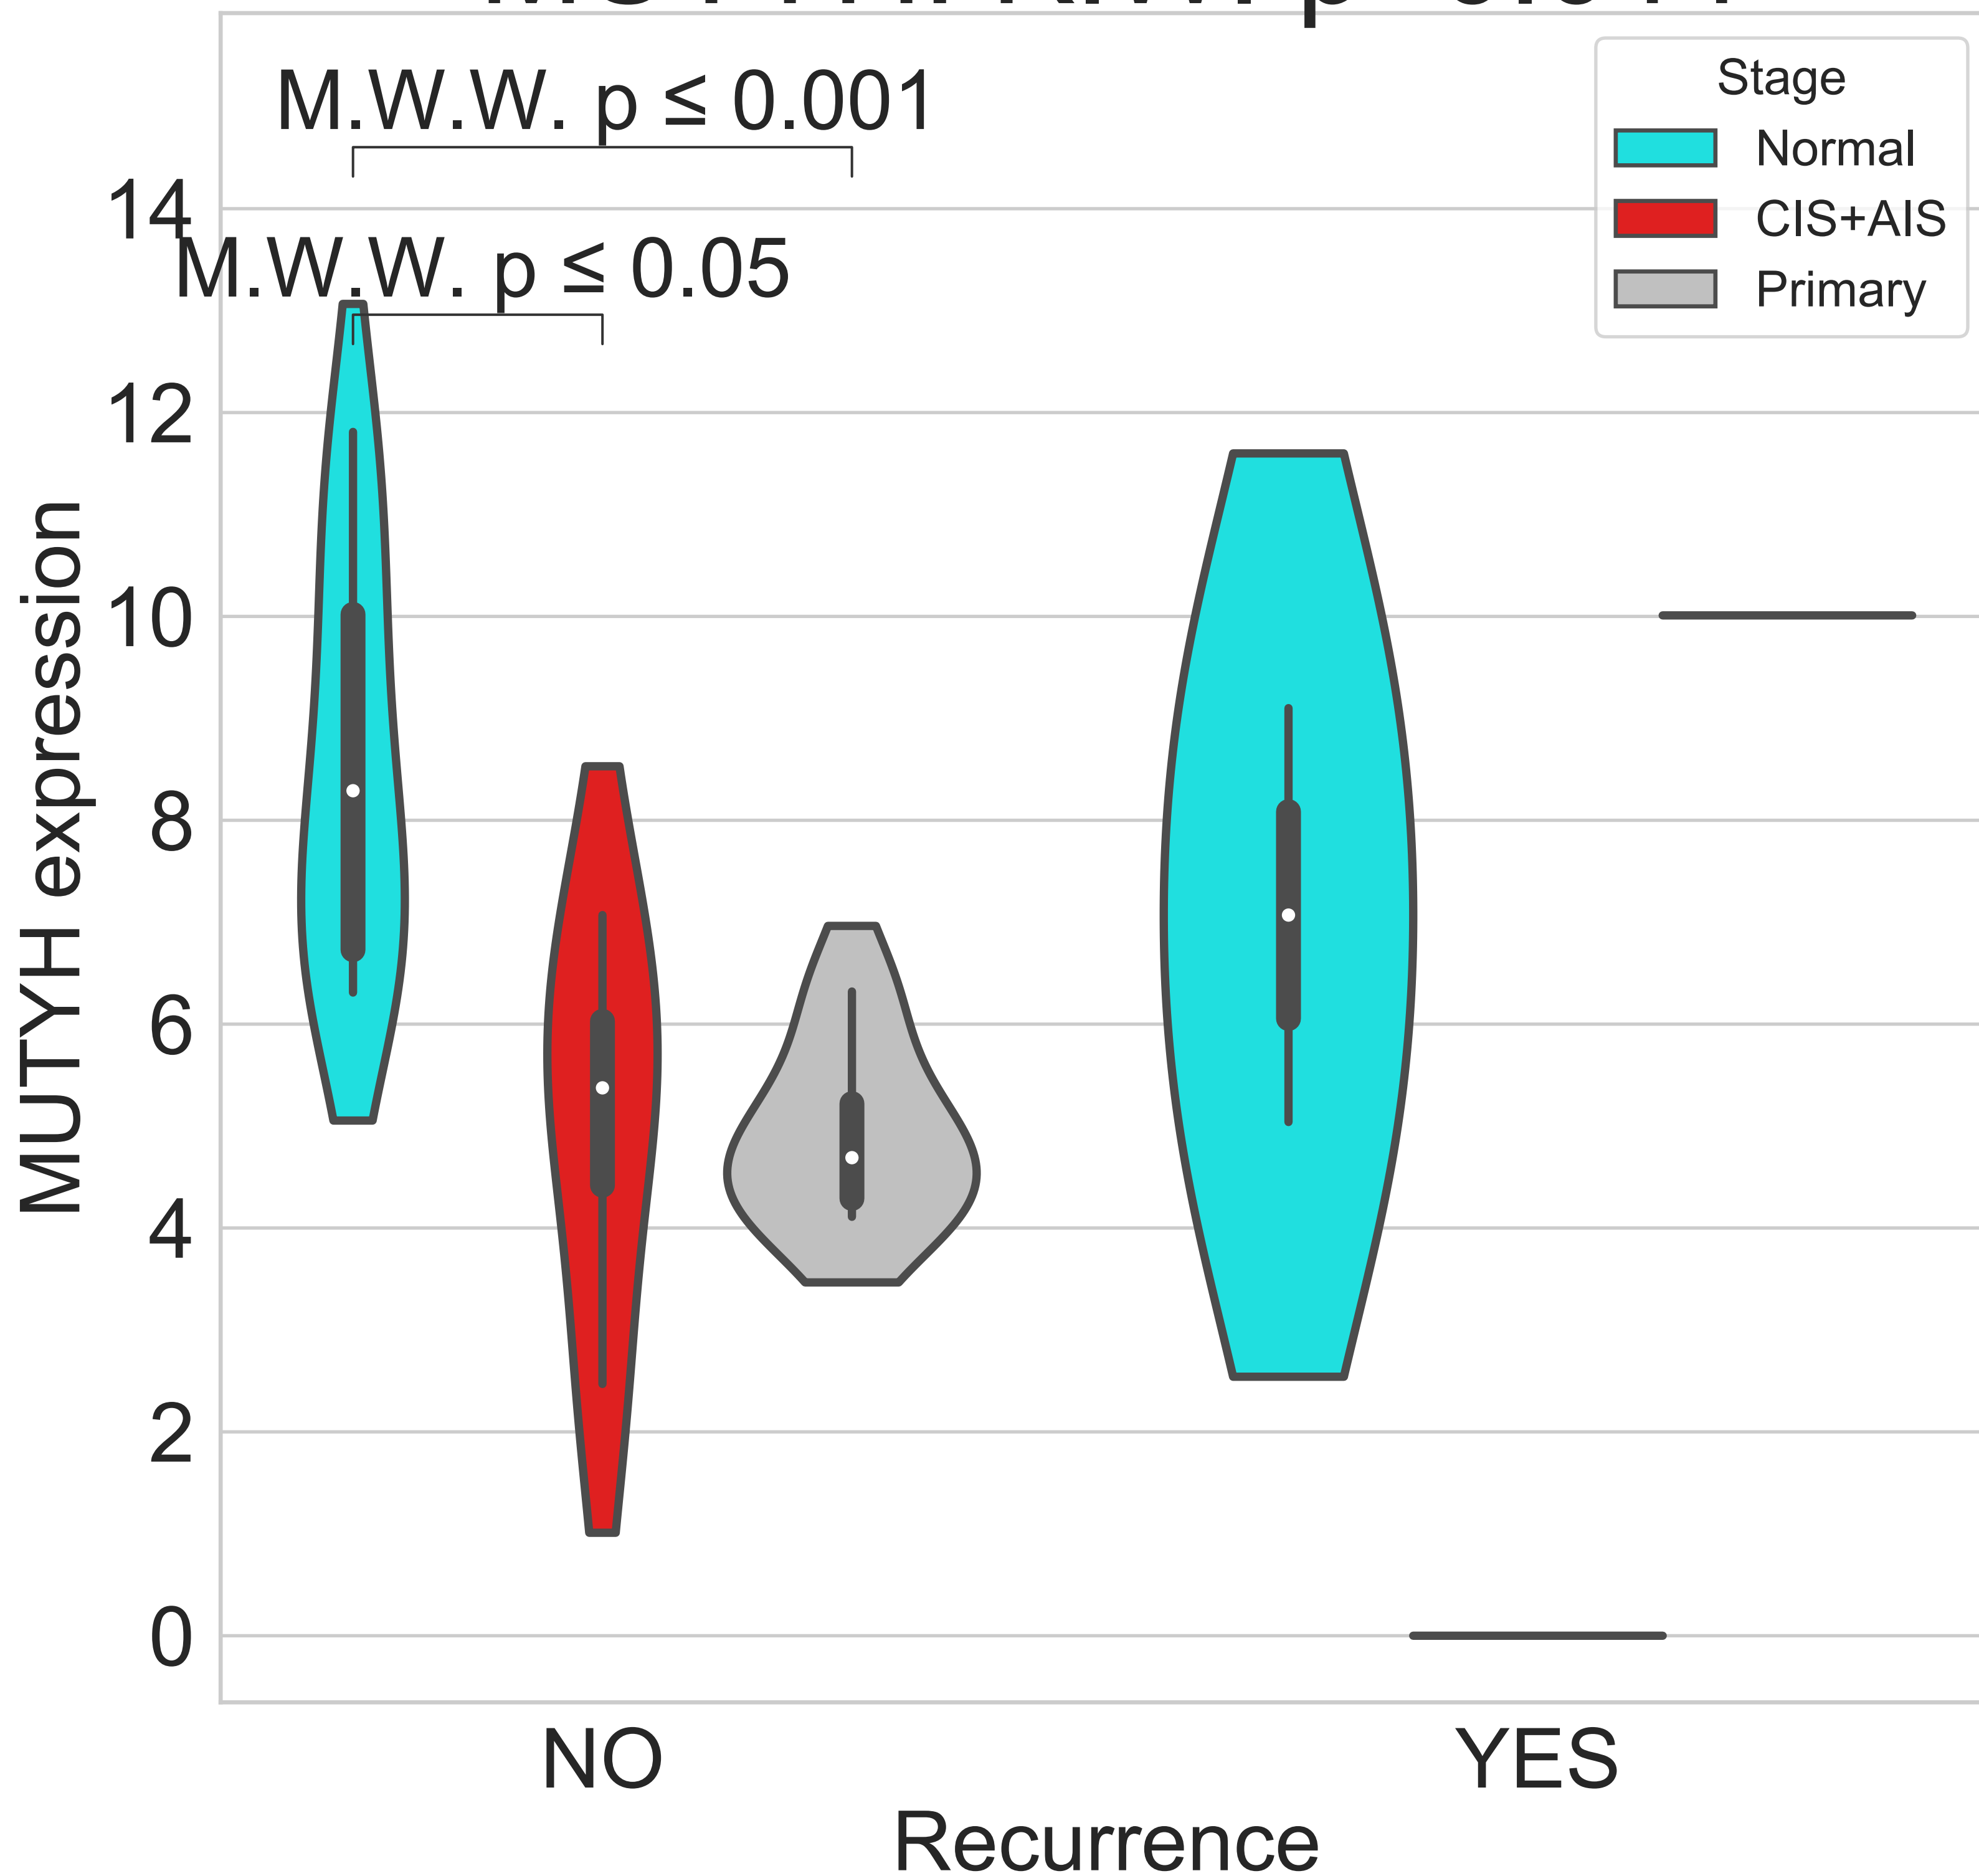 M.W.W. p ≤ 0.001
M.W.W. p ≤ 0.05
Stage
Normal
CIS+AIS
Primary
14
12
10
8
6
4
2
0
MUTYH expression
NO
YES
Recurrence